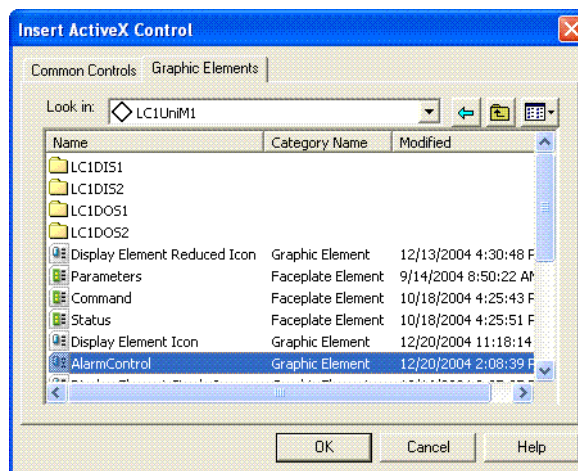 Insert ActiveX Control
Common Controls Graphic Elements
Look in: LC1UniM1
Name Category Name Modified
LC1DIS1
LC1DIS2
LC1DOS1
LC1DOS2
Display Element Reduced Icon Graphic Element 12/13/2004 4:30:48 P
Parameters Faceplate Element 9/14/2004 8:50:22 AM
Command Faceplate Element 10/18/2004 4:25:43 P
Status Faceplate Element 10/18/2004 4:25:51 P
Display Element Icon Graphic Element 12/20/2004 11:18:14
AlarmControl Graphic Element 12/20/2004 2:08:39 P
OK Cancel Help